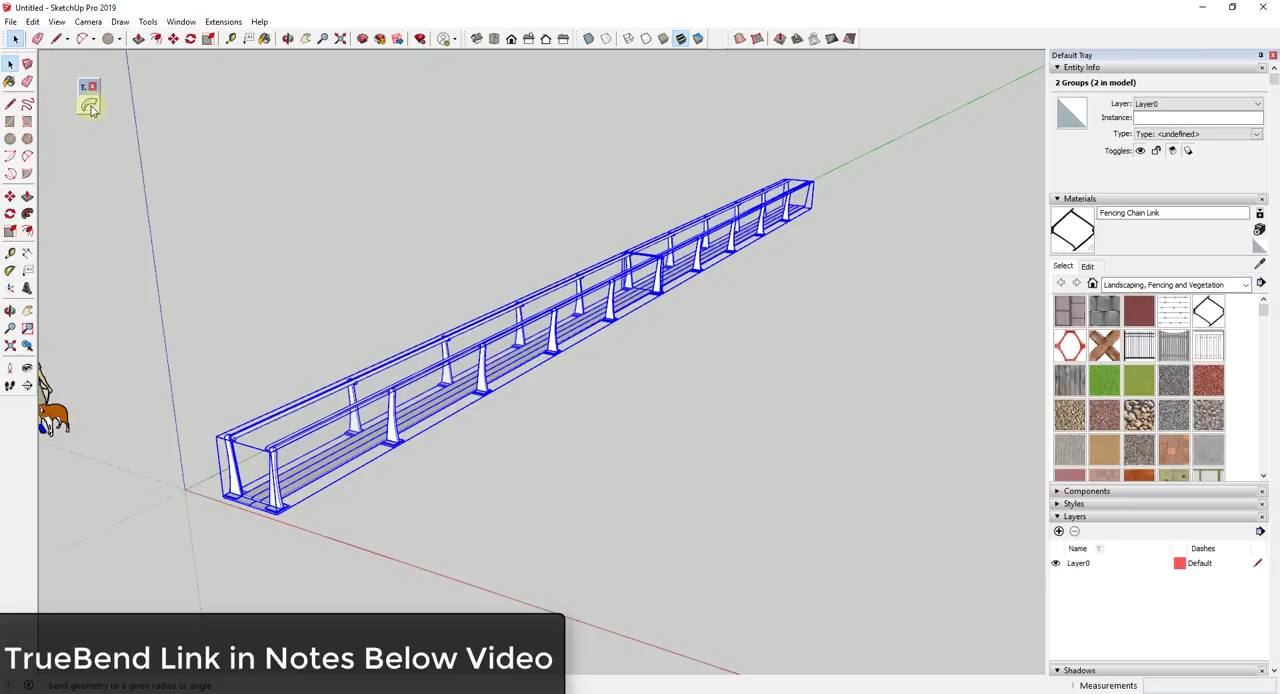 Untitled - SketchUp Pro 2019
File Edit View Camera Draw Tools Window Extensions Help
T.
Default Tray
Entity Info
2 Groups (2 in model)
Layer: Layer0
Instance:
Type: Type: <undefined>
Toggles:
Materials
Fencing Chain Link
Select Edit
Landscaping, Fencing and Vegetation
Components
Styles
Layers
Name Dashes
Layer0 Default
Shadows
TrueBend Link in Notes Below Video
Bend geometry to a given radius or angle.
Measurements